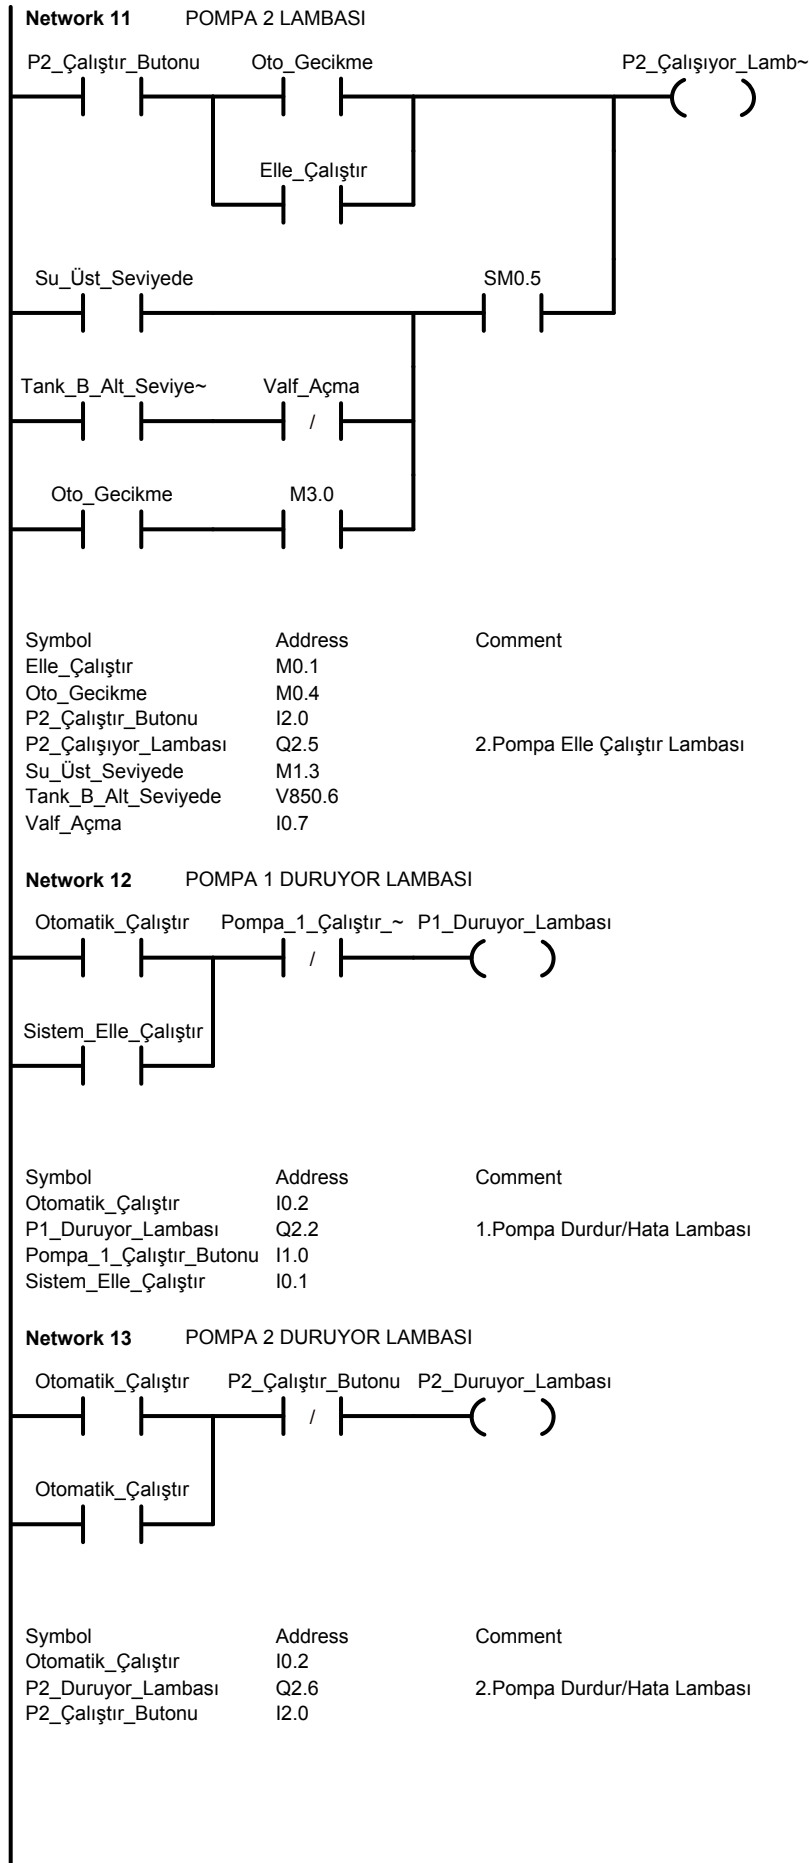 Network 11 POMPA 2 LAMBASI
P2_Çalıştır_Butonu Oto_Gecikme P2_Çalışıyor_Lamb~
Elle_Çalıştır
Su_Üst_Seviyede SM0.5
Tank_B_Alt_Seviye~ Valf_Açma
/
Oto_Gecikme M3.0
Symbol Address Comment
Elle_Çalıştır M0.1
Oto_Gecikme M0.4
P2_Çalıştır_Butonu I2.0
P2_Çalışıyor_Lambası Q2.5 2.Pompa Elle Çalıştır Lambası
Su_Üst_Seviyede M1.3
Tank_B_Alt_Seviyede V850.6
Valf_Açma I0.7
Network 12 POMPA 1 DURUYOR LAMBASI
Otomatik_Çalıştır Pompa_1_Çalıştır_~ P1_Duruyor_Lambası
/
Sistem_Elle_Çalıştır
Symbol Address Comment
Otomatik_Çalıştır I0.2
P1_Duruyor_Lambası Q2.2 1.Pompa Durdur/Hata Lambası
Pompa_1_Çalıştır_Butonu I1.0
Sistem_Elle_Çalıştır I0.1
Network 13 POMPA 2 DURUYOR LAMBASI
Otomatik_Çalıştır P2_Çalıştır_Butonu P2_Duruyor_Lambası
/
Otomatik_Çalıştır
Symbol Address Comment
Otomatik_Çalıştır I0.2
P2_Duruyor_Lambası Q2.6 2.Pompa Durdur/Hata Lambası
P2_Çalıştır_Butonu I2.0